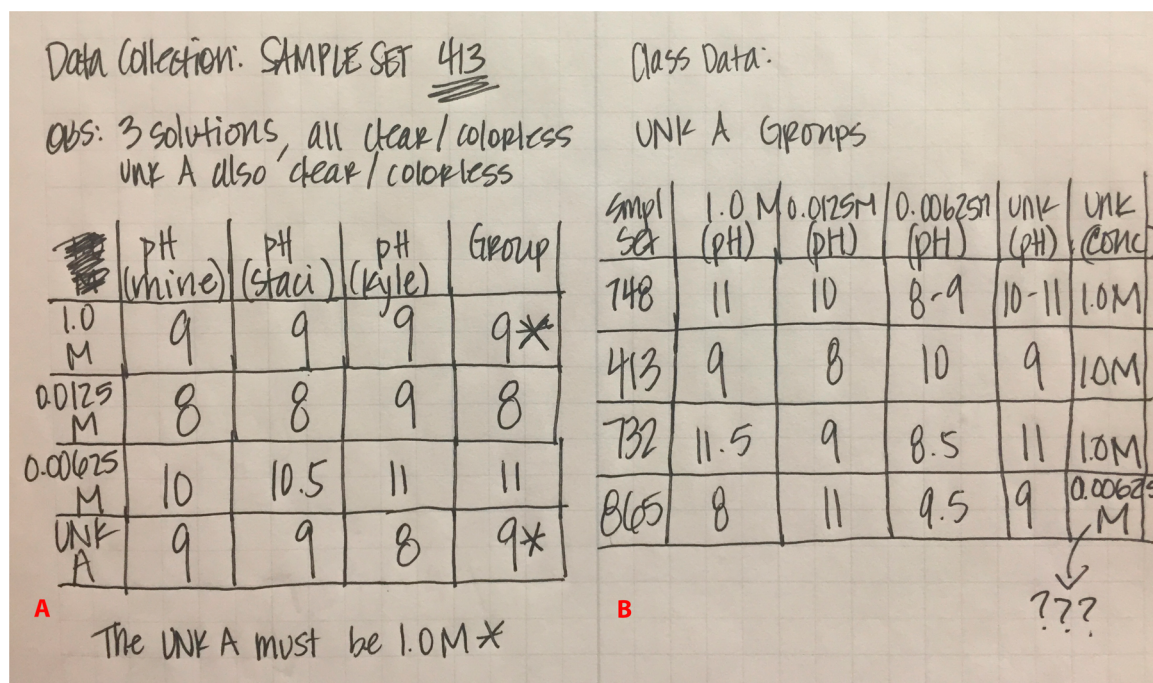 Data Collection: SAMPLE SET 413
Obs: 3 solutions, all clear/colorless
Unk A also clear/colorless
pH (mine) pH (Staci) pH (Kyle) Group
1.0 M 9 9 9 9*
0.0125 M 8 8 9 8
0.00625 M 10 10.5 11 11
UNK A 9 9 8 9*
A
The UNK A must be 1.0M *
Class Data:
UNK A Groups
Smpl Set 1.0 M (pH) 0.0125M (pH) 0.00625M (pH) Unk (pH) Unk (Conc
748 11 10 8-9 10-11 1.0M
413 9 8 10 9 1.0M
732 11.5 9 8.5 11 1.0M
865 8 11 9.5 9 0.00625 M
B
???